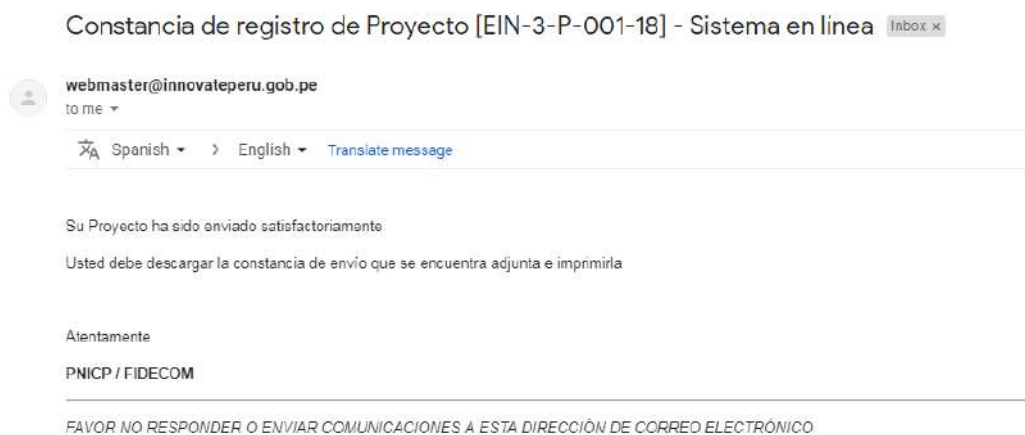 Constancia de registro de Proyecto [EIN-3-P-001-18] - Sistema en línea Inbox x
webmaster@innovateperu.gob.pe
to me
Spanish > English Translate message
Su Proyecto ha sido enviado satisfactoriamente
Usted debe descargar la constancia de envío que se encuentra adjunta e imprimirla
Atentamente
PNICP / FIDECOM
FAVOR NO RESPONDER O ENVIAR COMUNICACIONES A ESTA DIRECCIÓN DE CORREO ELECTRÓNICO